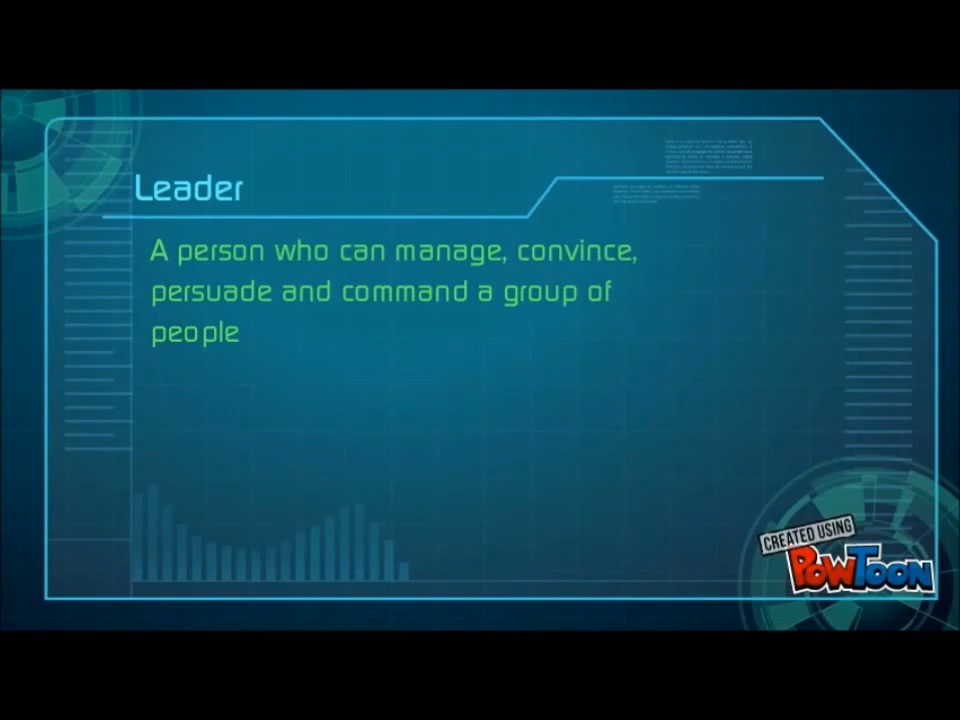 Leader
A person who can manage, convince,
persuade and command a group of
people
CREATED USING
POWTOON